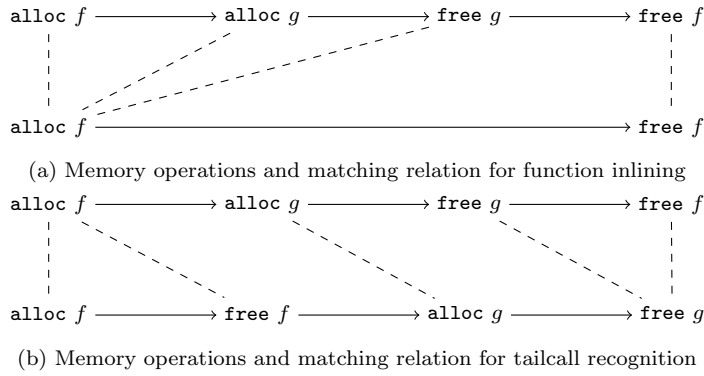 alloc f alloc g free g free f
alloc f free f
(a) Memory operations and matching relation for function inlining
alloc f alloc g free g free f
alloc f free f alloc g free g
(b) Memory operations and matching relation for tailcall recognition